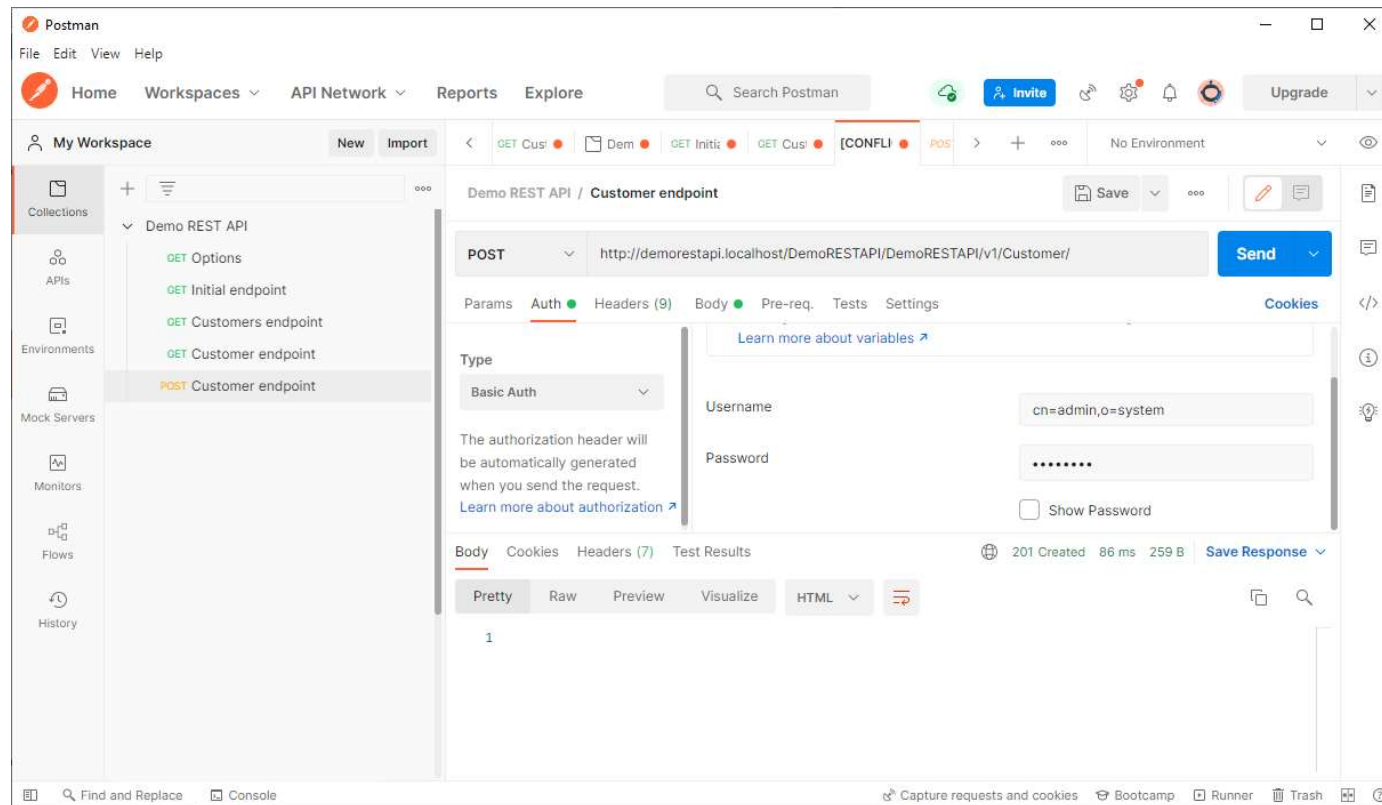 Postman
File Edit View Help
Home Workspaces API Network Reports Explore Search Postman Invite Upgrade
My Workspace New Import GET Cus Dem GET Initia GET Cus [CONFLI POS No Environment
Collections
APIs
Environments
Mock Servers
Monitors
Flows
History
Demo REST API
GET Options
GET Initial endpoint
GET Customers endpoint
GET Customer endpoint
POST Customer endpoint
Demo REST API / Customer endpoint Save
POST http://demorestapi.localhost/DemoRESTAPI/DemoRESTAPI/v1/Customer/ Send
Params Auth Headers (9) Body Pre-req. Tests Settings Cookies
Type
Basic Auth
The authorization header will
be automatically generated
when you send the request.
Learn more about authorization ↗
Learn more about variables ↗
Username cn=admin,o=system
Password ••••••••
Show Password
Body Cookies Headers (7) Test Results 201 Created 86 ms 259 B Save Response
Pretty Raw Preview Visualize HTML
1
Find and Replace Console Capture requests and cookies Bootcamp Runner Trash